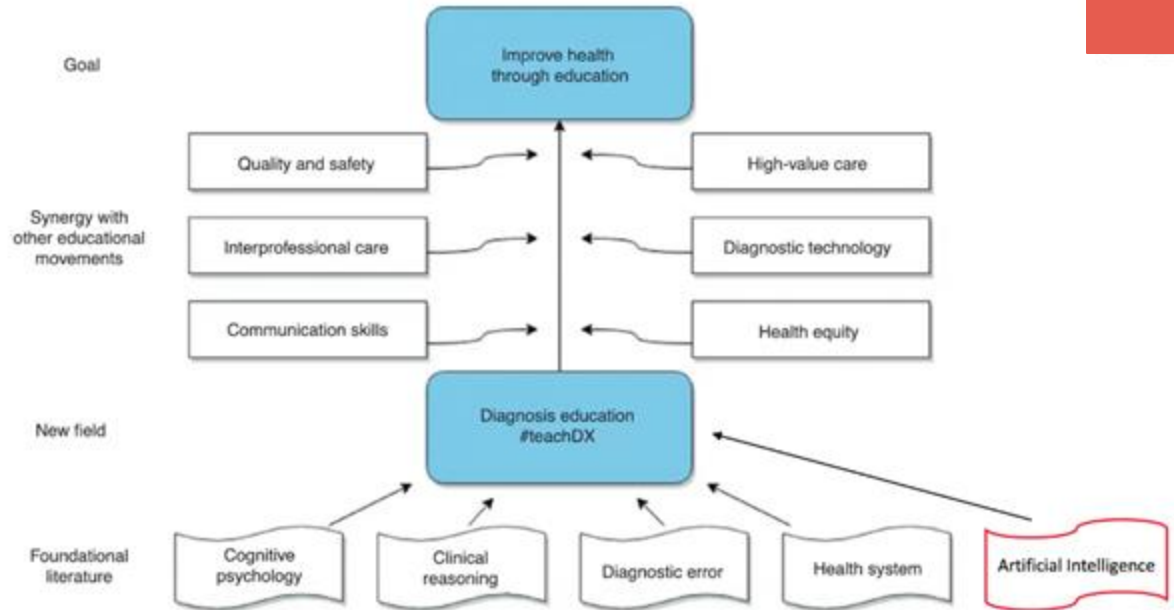 Goal
Improve health
through education
Quality and safety
High-value care
Synergy with
other educational
movements
Interprofessional care
Diagnostic technology
Communication skills
Health equity
New field
Diagnosis education
#teachDX
Foundational
literature
Cognitive
psychology
Clinical
reasoning
Diagnostic error
Health system
Artificial Intelligence